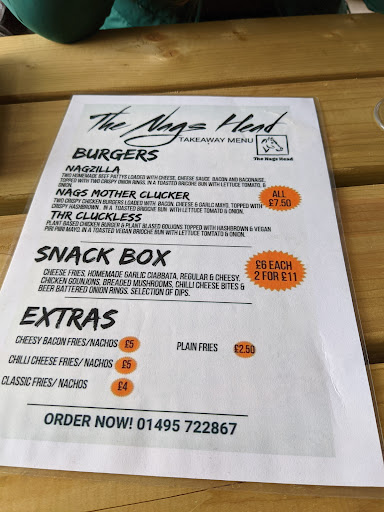 The Nags Head
TAKEAWAY MENU
The Nags Head
BURGERS
NAGZILLA
TWO HOMEMADE BEEF PATTYS LOADED WITH CHEESE, CHEESE SAUCE, BACON AND BACONAISE,
TOPPED WITH TWO CRISPY ONION RINGS, IN A TOASTED BRIOCHE BUN WITH LETTUCE TOMATO, &
ONION.
NAGS MOTHER CLUCKER
TWO CRISPY CHICKEN BURGERS LOADED WITH, BACON, CHEESE & GARLIC MAYO, TOPPED WITH
CRISPY HASHBROWN, IN A TOASTED BRIOCHE BUN WITH LETTUCE TOMTATO & ONION.
ALL
£7.50
THR CLUCKLESS
PLANT BASED CHICKEN BURGER & PLANT BLASED GOUJONS TOPPED WITH HASHBROWN & VEGAN
PIRI PIRI MAYO, IN A TOASTED VEGAN BRIOCHE BUN WITH LETTUCE TOMTATO & ONION.
SNACK BOX
CHEESE FRIES, HOMEMADE GARLIC CIABBATA, REGULAR & CHEESY,
CHICKEN GOUNJONS, BREADED MUSHROOMS, CHILLI CHEESE BITES &
BEER BATTERED ONION RINGS, SELECTION OF DIPS.
£6 EACH
2 FOR £11
EXTRAS
CHEESY BACON FRIES/NACHOS £5 PLAIN FRIES £2.50
CHILLI CHEESE FRIES/ NACHOS £5
CLASSIC FRIES/ NACHOS £4
ORDER NOW! 01495 722867